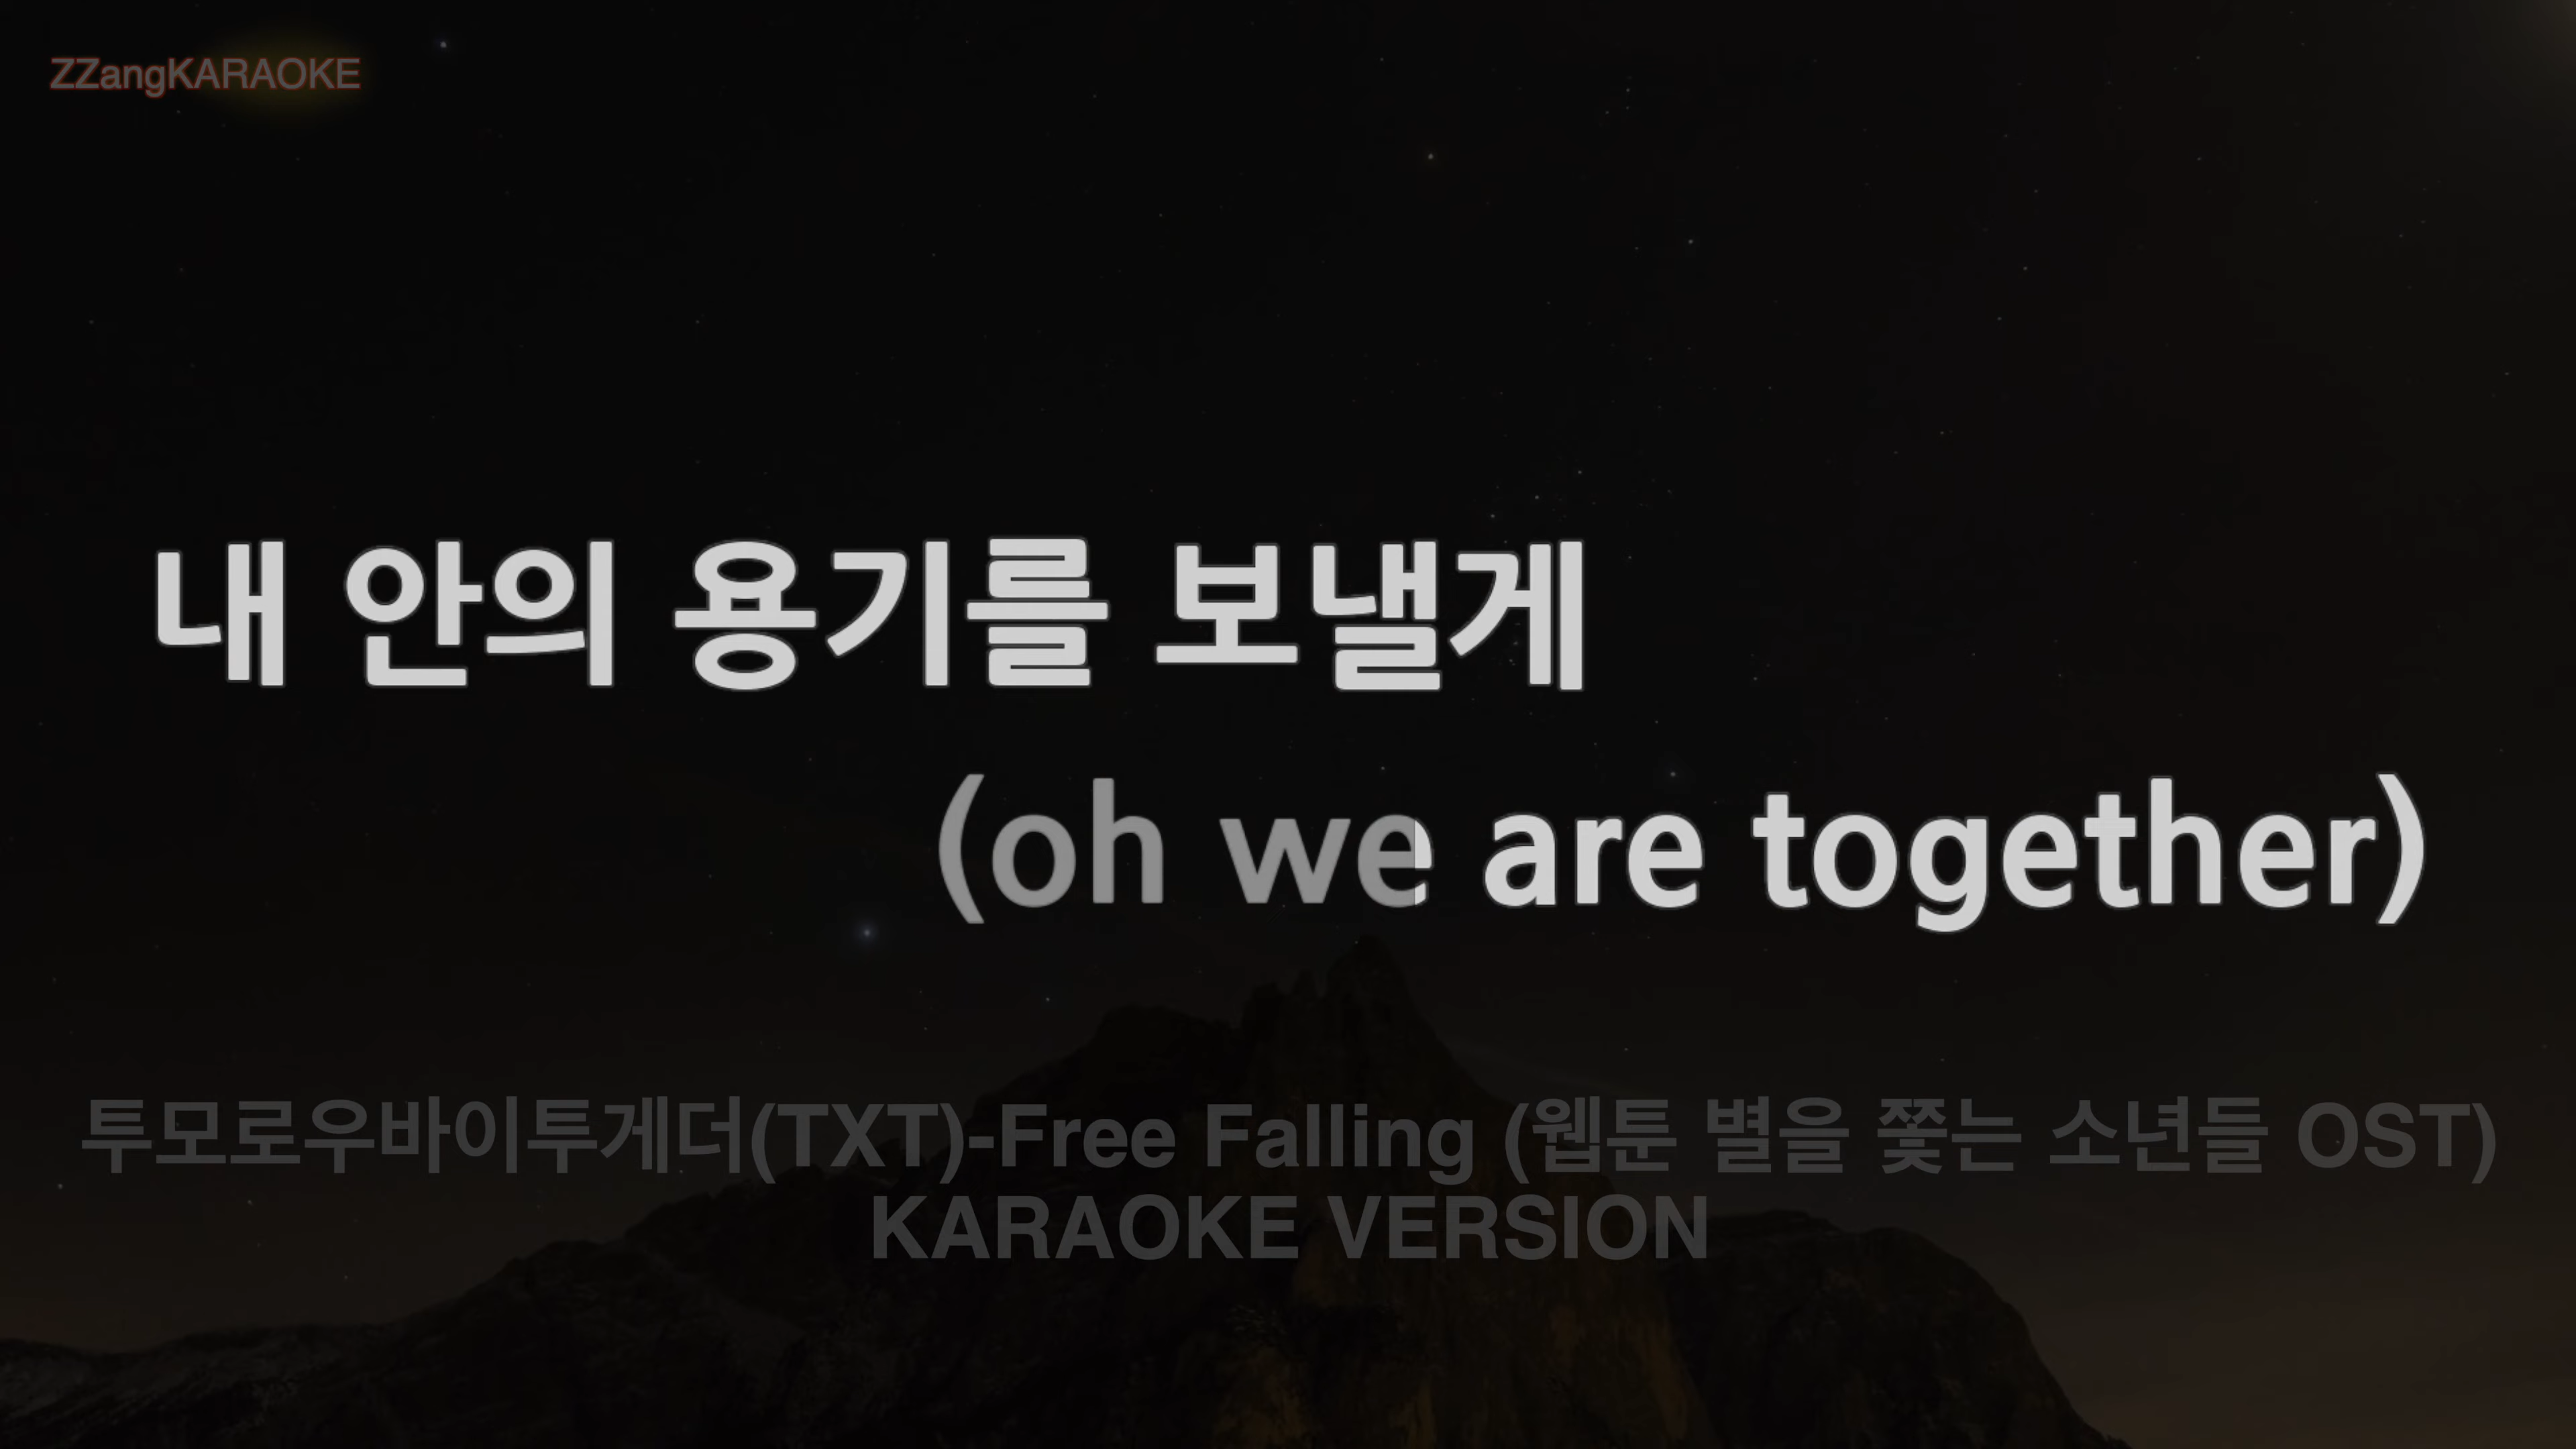 ZZangKARAOKE
내 안의 용기를 보낼게
(oh we are together)
투모로우바이투게더(TXT)-Free Falling (웹툰 별을 쫓는 소년들 OST)
KARAOKE VERSION